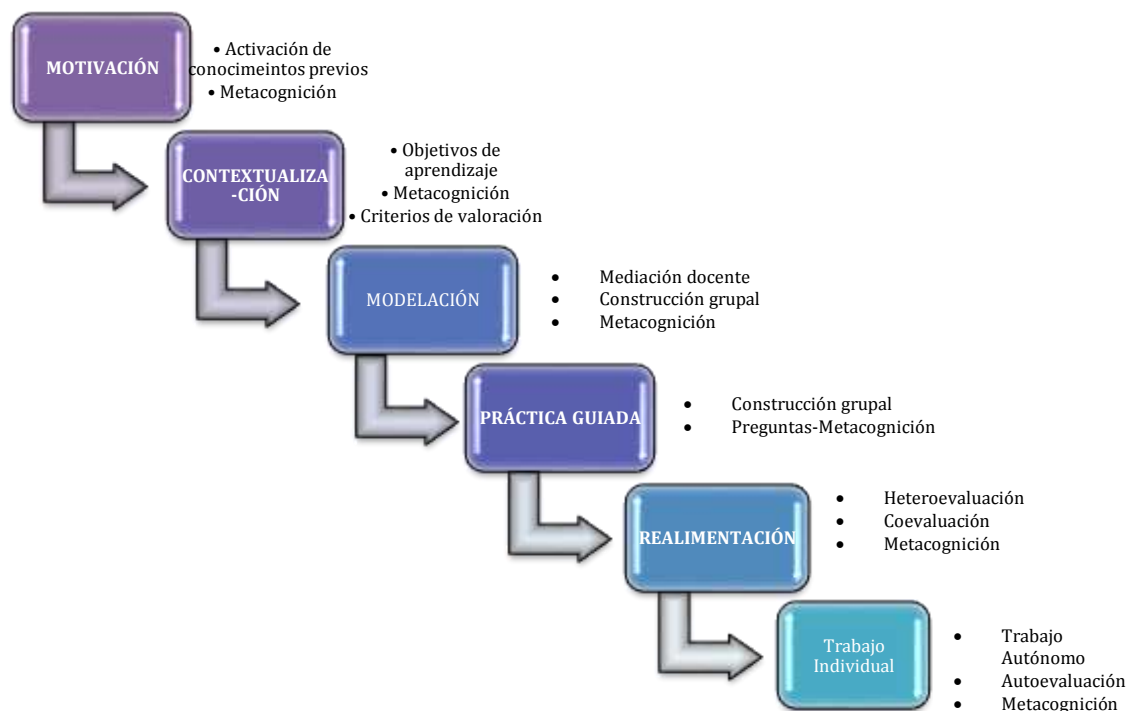 MOTIVACIÓN
• Activación de
conocimeintos previos
• Metacognición
CONTEXTUALIZA
-CIÓN
• Objetivos de
aprendizaje
• Metacognición
• Criterios de valoración
MODELACIÓN
• Mediación docente
• Construcción grupal
• Metacognición
PRÁCTICA GUIADA
• Construcción grupal
• Preguntas-Metacognición
REALIMENTACIÓN
• Heteroevaluación
• Coevaluación
• Metacognición
Trabajo
Individual
• Trabajo
Autónomo
• Autoevaluación
• Metacognición